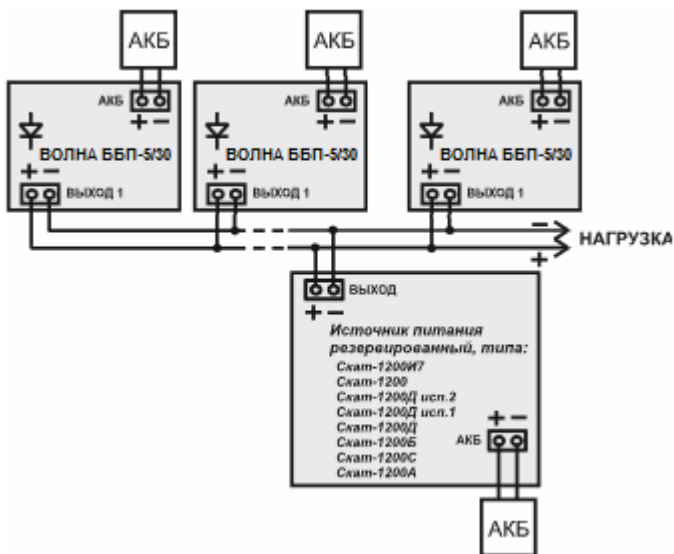 АКБ АКБ АКБ
АКБ АКБ АКБ
+ − + − + −
ВОЛНА ББП-5/30 ВОЛНА ББП-5/30 ВОЛНА ББП-5/30
+ − + − + −
ВЫХОД 1 ВЫХОД 1 ВЫХОД 1
−
НАГРУЗКА
+
ВЫХОД
+ −
Источник питания
резервированный, типа:
Скат-1200И7
Скат-1200
Скат-1200Д исп.2
Скат-1200Д исп.1
Скат-1200Д
Скат-1200Б
Скат-1200С
Скат-1200А
+ −
АКБ
АКБ